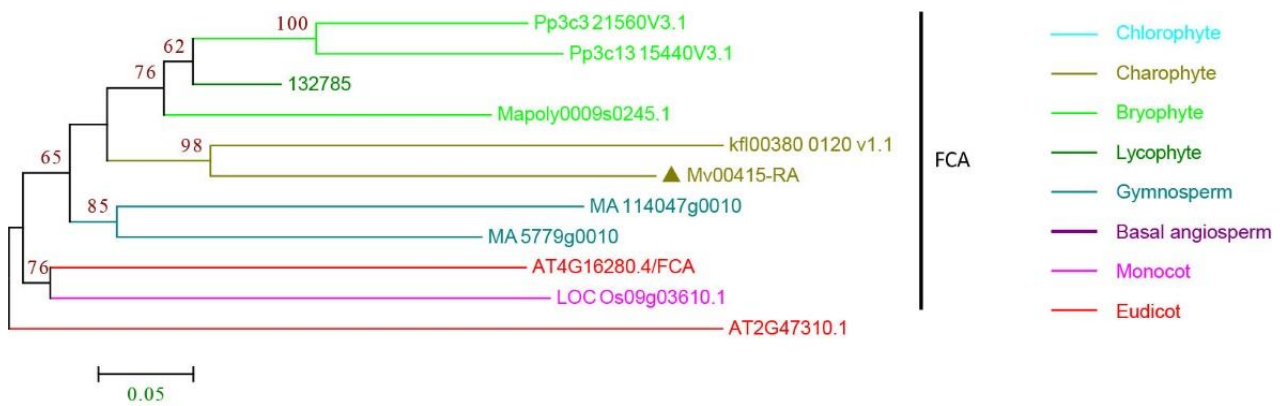 100
Pp3c3 21560V3.1
Pp3c13 15440V3.1
62
132785
76
Mapoly0009s0245.1
98
kfl00380 0120 v1.1
Mv00415-RA
65
85
MA 114047g0010
MA 5779g0010
76
AT4G16280.4/FCA
LOC Os09g03610.1
AT2G47310.1
0.05
FCA
Chlorophyte
Charophyte
Bryophyte
Lycophyte
Gymnosperm
Basal angiosperm
Monocot
Eudicot